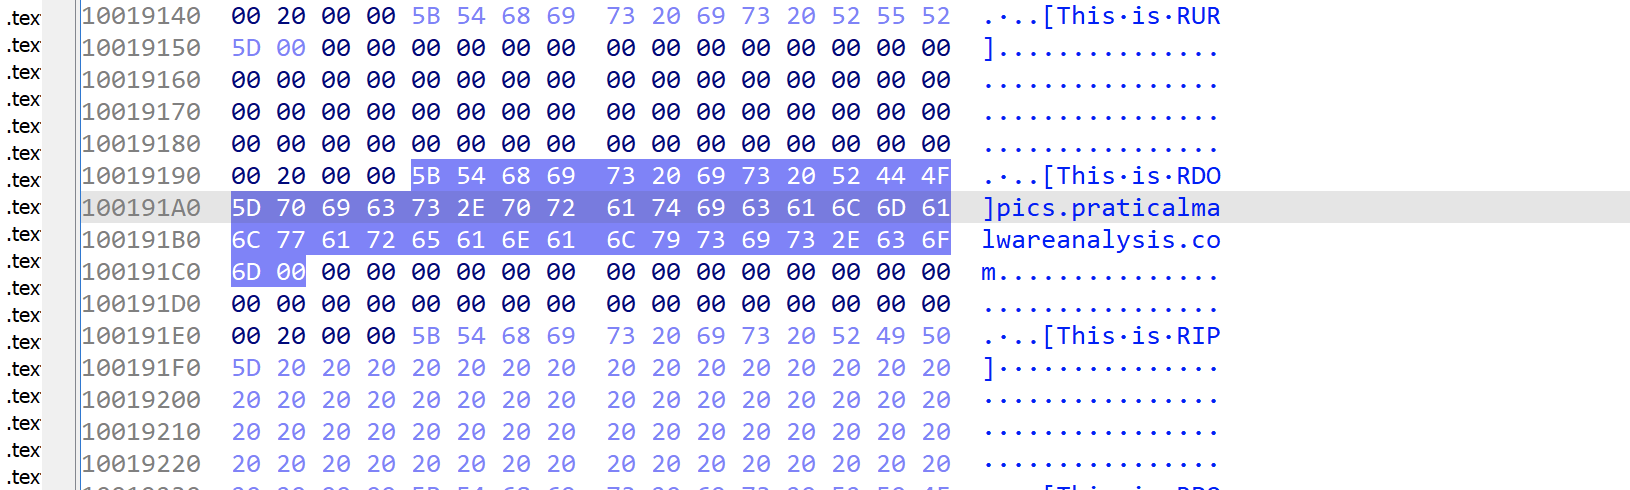 .tex 10019140 00 20 00 00 5B 54 68 69 73 20 69 73 20 52 55 52 . ...[This·is·RUR
.tex 10019150 5D 00 00 00 00 00 00 00 00 00 00 00 00 00 00 00 ]...............
.tex 10019160 00 00 00 00 00 00 00 00 00 00 00 00 00 00 00 00 ................
.tex 10019170 00 00 00 00 00 00 00 00 00 00 00 00 00 00 00 00 ................
.tex 10019180 00 00 00 00 00 00 00 00 00 00 00 00 00 00 00 00 ................
.tex 10019190 00 20 00 00 5B 54 68 69 73 20 69 73 20 52 44 4F .·..[This·is·RDO
.tex 100191A0 5D 70 69 63 73 2E 70 72 61 74 69 63 61 6C 6D 61 ]pics.praticalma
.tex 100191B0 6C 77 61 72 65 61 6E 61 6C 79 73 69 73 2E 63 6F lwareanalysis.co
.tex 100191C0 6D 00 00 00 00 00 00 00 00 00 00 00 00 00 00 00 m...............
.tex 100191D0 00 00 00 00 00 00 00 00 00 00 00 00 00 00 00 00 ................
.tex 100191E0 00 20 00 00 5B 54 68 69 73 20 69 73 20 52 49 50 .·..[This·is·RIP
.tex 100191F0 5D 20 20 20 20 20 20 20 20 20 20 20 20 20 20 20 ]···············
.tex 10019200 20 20 20 20 20 20 20 20 20 20 20 20 20 20 20 20 ················
.tex 10019210 20 20 20 20 20 20 20 20 20 20 20 20 20 20 20 20 ················
.tex 10019220 20 20 20 20 20 20 20 20 20 20 20 20 20 20 20 20 ················
.tex
.tex
.tex